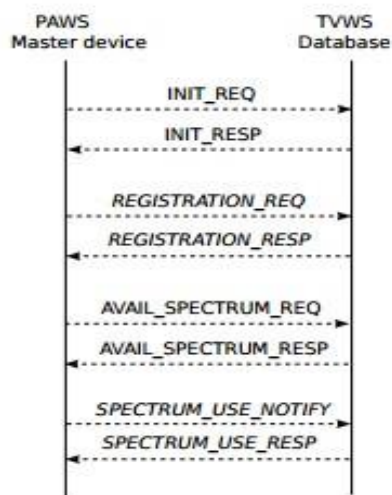 PAWS
Master device
TVWS
Database
INIT_REQ
INIT_RESP
REGISTRATION_REQ
REGISTRATION_RESP
AVAIL_SPECTRUM_REQ
AVAIL_SPECTRUM_RESP
SPECTRUM_USE_NOTIFY
SPECTRUM_USE_RESP